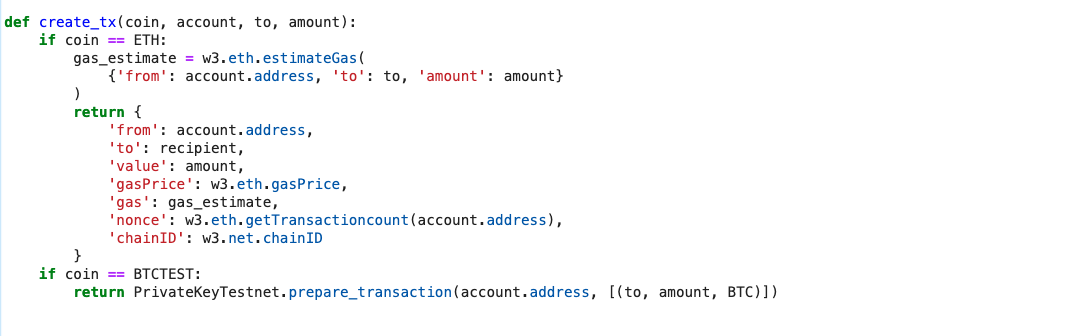 def create_tx(coin, account, to, amount):
    if coin == ETH:
        gas_estimate = w3.eth.estimateGas(
            {'from': account.address, 'to': to, 'amount': amount}
        )
        return {
            'from': account.address,
            'to': recipient,
            'value': amount,
            'gasPrice': w3.eth.gasPrice,
            'gas': gas_estimate,
            'nonce': w3.eth.getTransactioncount(account.address),
            'chainID': w3.net.chainID
        }
    if coin == BTCTEST:
        return PrivateKeyTestnet.prepare_transaction(account.address, [(to, amount, BTC)])